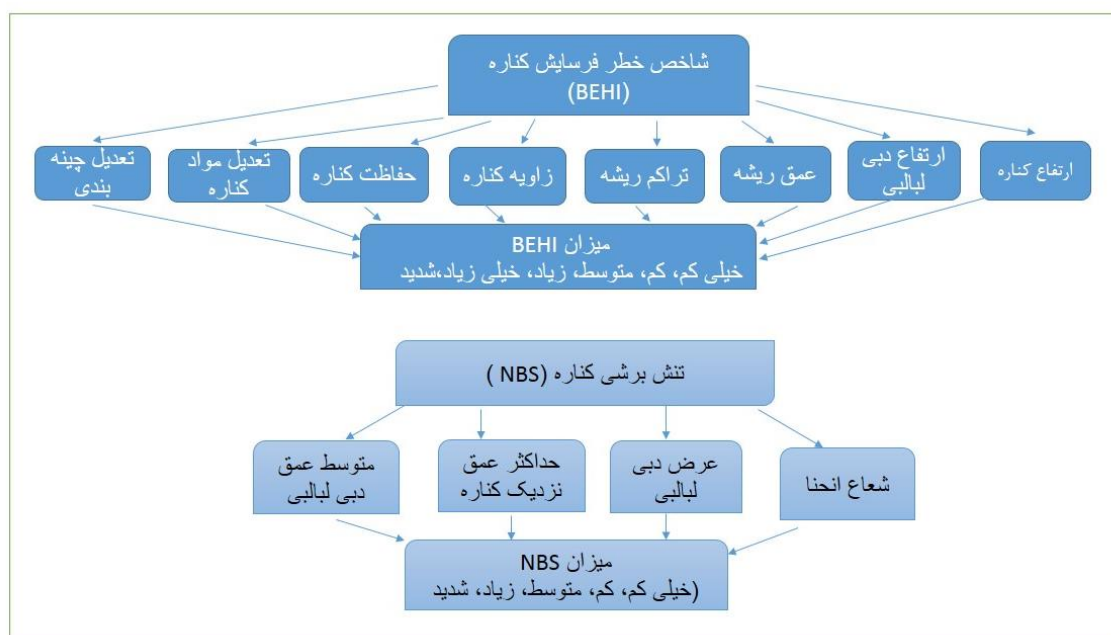 شاخص خطر فرسایش کناره
(BEHI)
ارتفاع کناره
ارتفاع دبی
لبالبی
عمق ریشه
تراکم ریشه
زاویه کناره
حفاظت کناره
تعدیل مواد
کناره
تعدیل چینه
بندی
میزان BEHI
خیلی کم، کم، متوسط، زیاد، خیلی زیاد،شدید
تنش برشی کناره (NBS )
شعاع انحنا
عرض دبی
لبالبی
حداکثر عمق
نزدیک کناره
متوسط عمق
دبی لبالبی
میزان NBS
(خیلی کم، کم، متوسط، زیاد، شدید